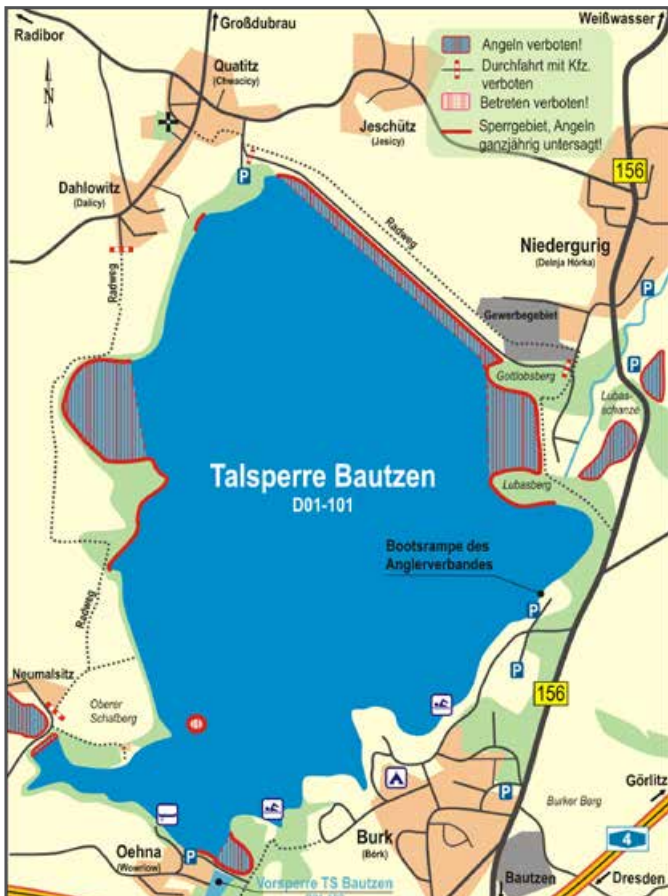 Radibor
Großdubrau
Weißwasser
Quatitz
(Chwacicy)
Angeln verboten!
Durchfahrt mit Kfz.
verboten
Betreten verboten!
Sperrgebiet, Angeln
ganzjährig untersagt!
N
Jeschütz
(Jesicy)
156
P
Dahlowitz
(Dalicy)
Radweg
Niedergurig
(Delnja Hórka)
Radweg
P
Gewerbegebiet
P
Gottlobsberg
Lubas-
schanze
Talsperre Bautzen
D01-101
Lubasberg
Bootsrampe des
Anglerverbandes
Radweg
P
P
Neumalsitz
156
Oberer
Schafberg
Görlitz
P
Burker Berg
4
Burk
(Bórk)
Oehna
(Wownjow)
P
Bautzen
Dresden
Vorsperre TS Bautzen